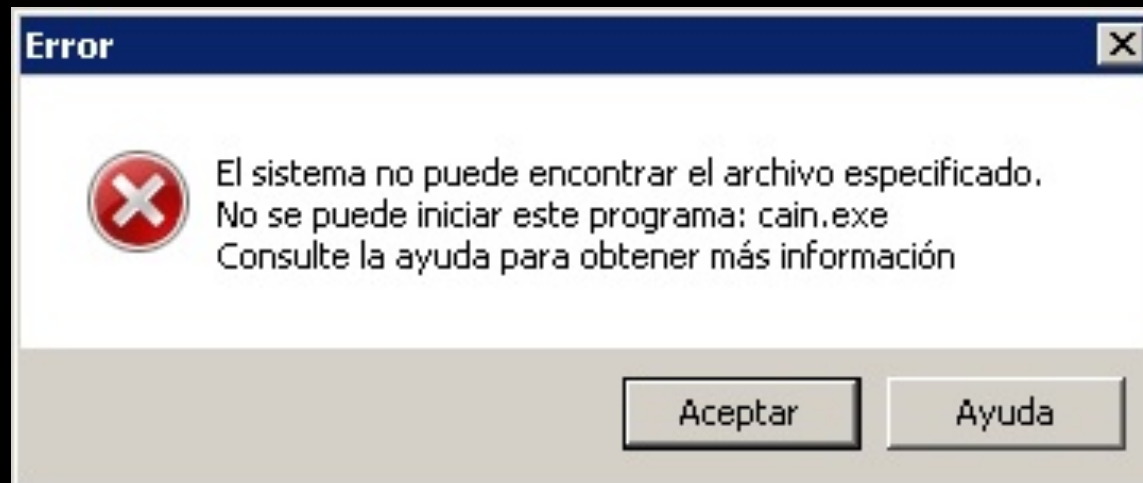 Error
El sistema no puede encontrar el archivo especificado.
No se puede iniciar este programa: cain.exe
Consulte la ayuda para obtener más información
Aceptar
Ayuda